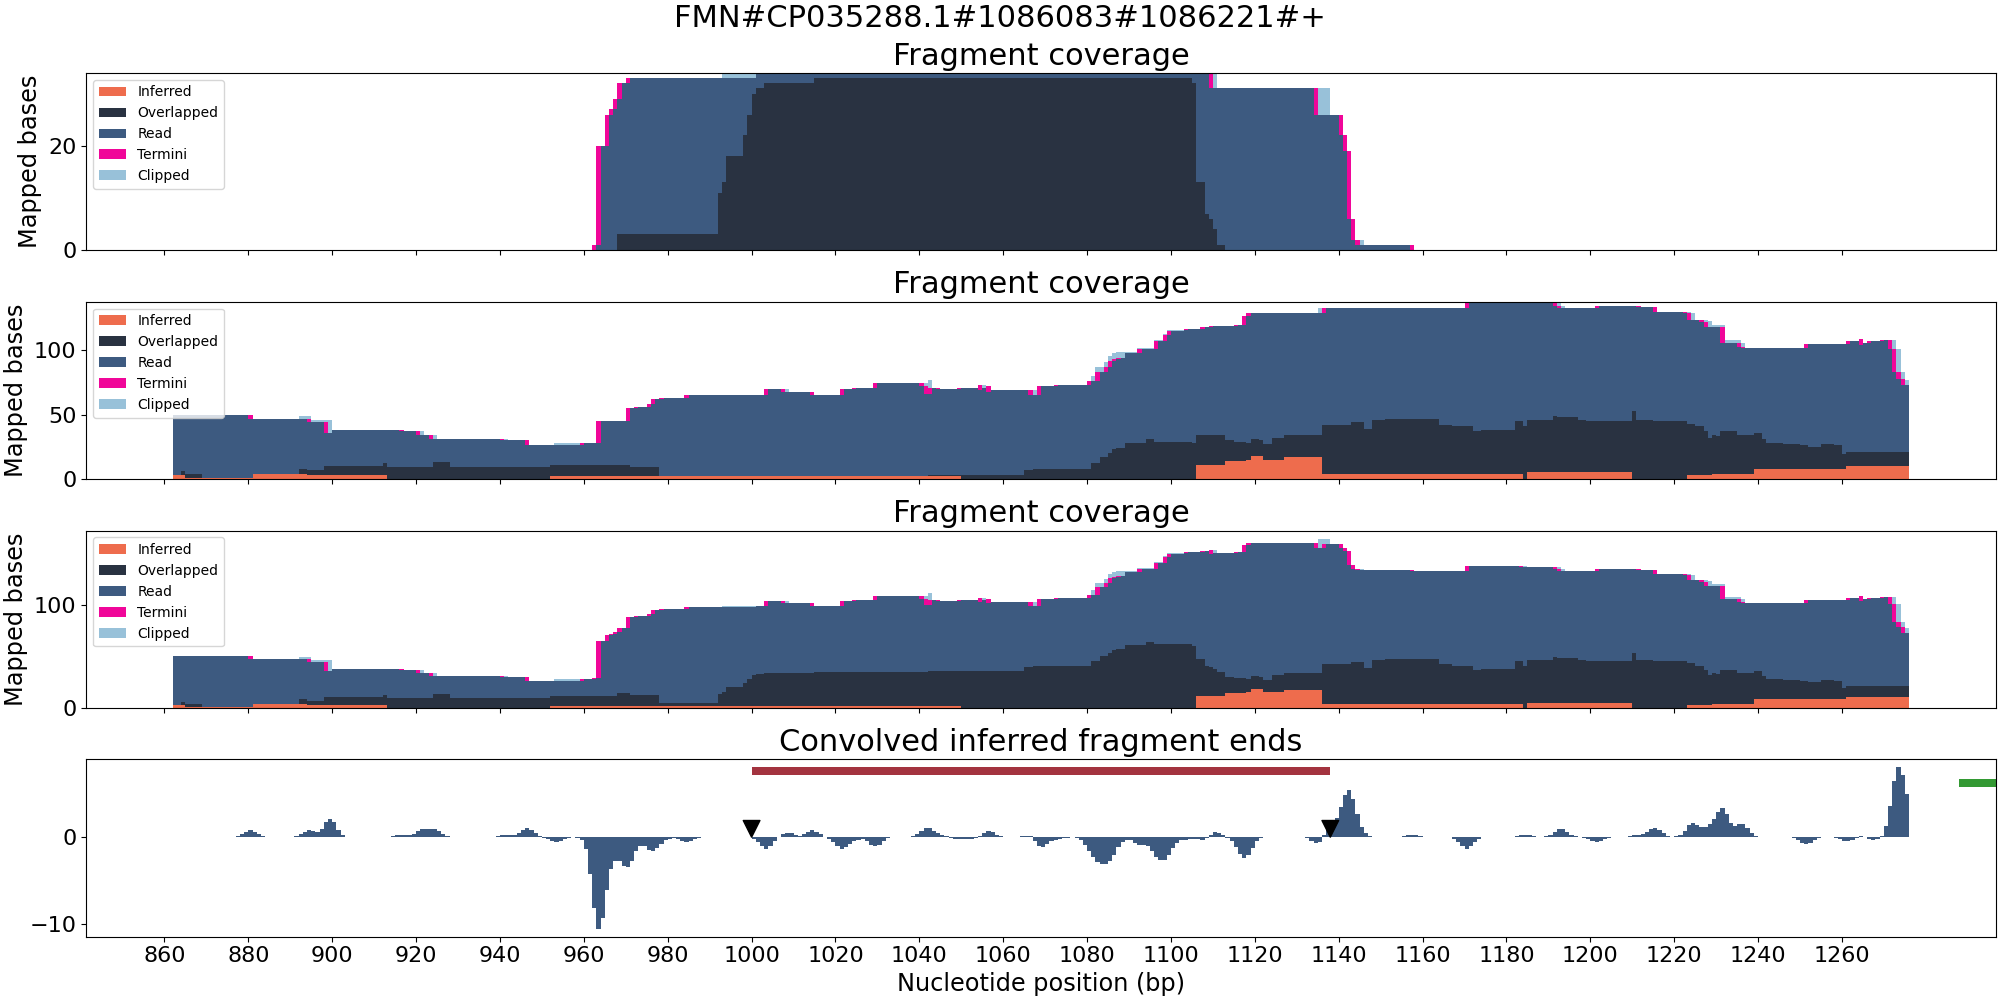 FMN#CP035288.1#1086083#1086221#+
Fragment coverage
Mapped bases
20
0
Inferred
Overlapped
Read
Termini
Clipped
Fragment coverage
Mapped bases
100
50
0
Inferred
Overlapped
Read
Termini
Clipped
Fragment coverage
Mapped bases
100
0
Inferred
Overlapped
Read
Termini
Clipped
Convolved inferred fragment ends
0
−10
860 880 900 920 940 960 980 1000 1020 1040 1060 1080 1100 1120 1140 1160 1180 1200 1220 1240 1260
Nucleotide position (bp)